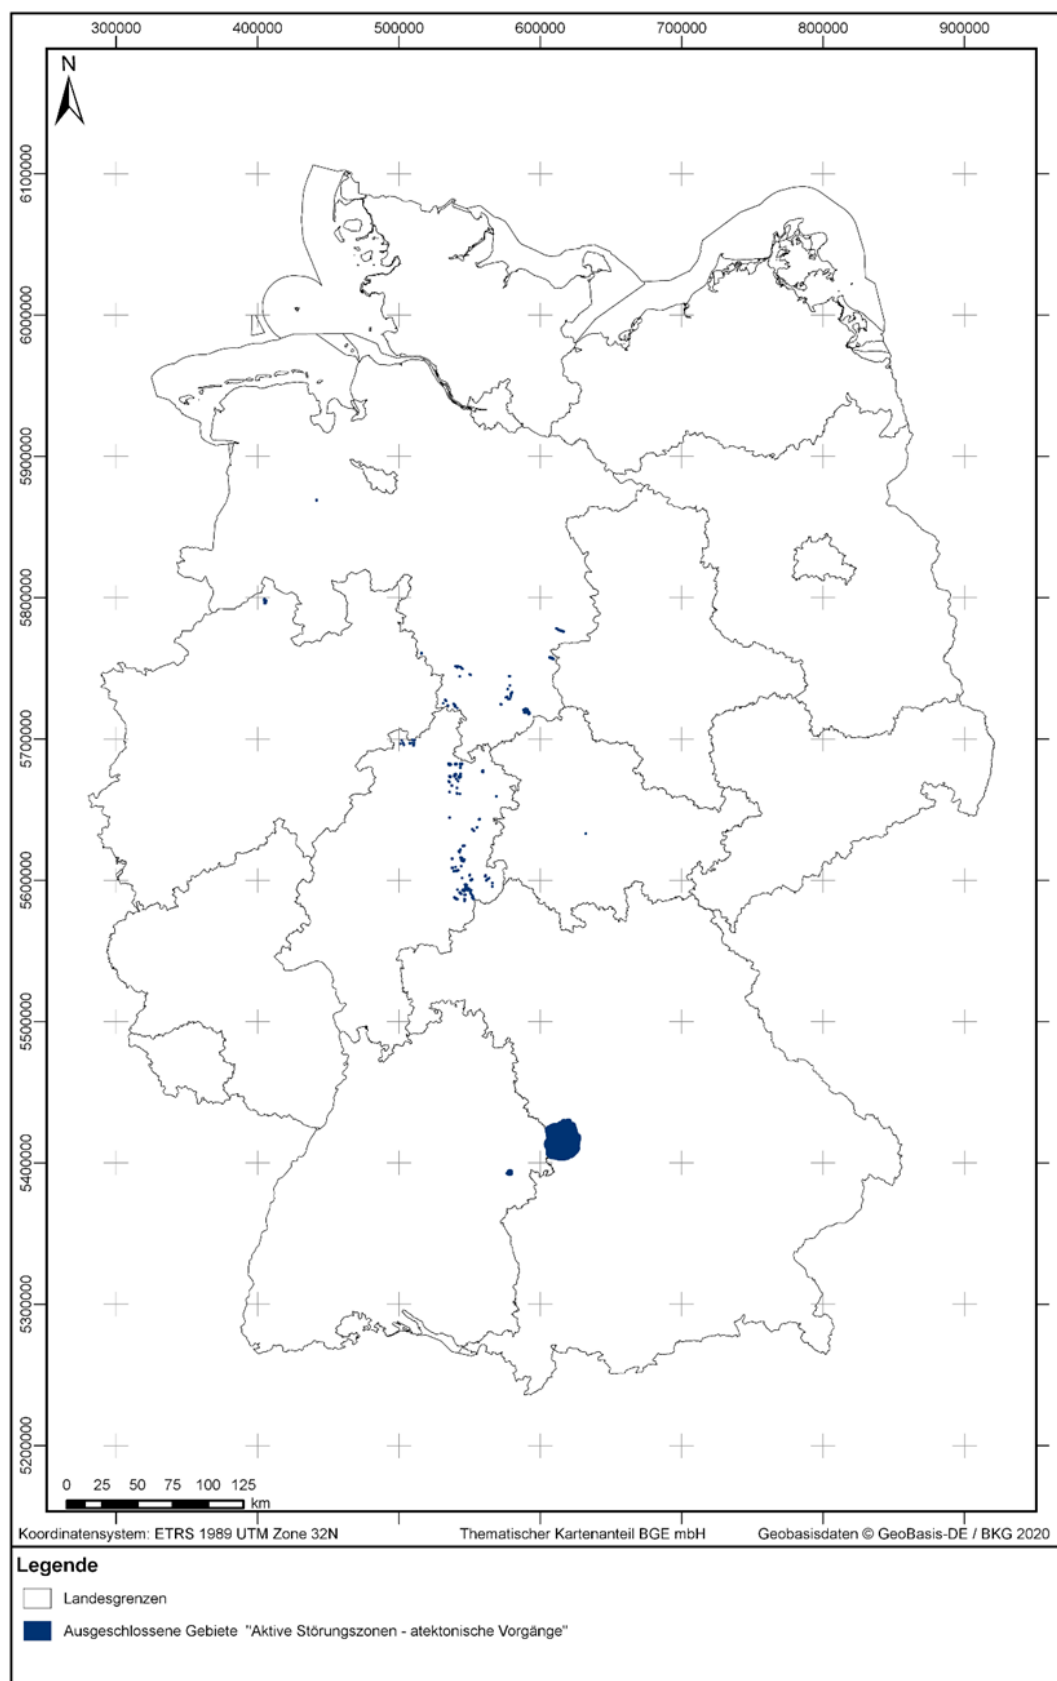 300000 400000 500000 600000 700000 800000 900000
N
6100000
6000000
5900000
5800000
5700000
5600000
5500000
5400000
5300000
5200000
0 25 50 75 100 125
km
Koordinatensystem: ETRS 1989 UTM Zone 32N Thematischer Kartenanteil BGE mbH Geobasisdaten © GeoBasis-DE / BKG 2020
Legende
Landesgrenzen
Ausgeschlossene Gebiete "Aktive Störungszonen - atektonische Vorgänge"